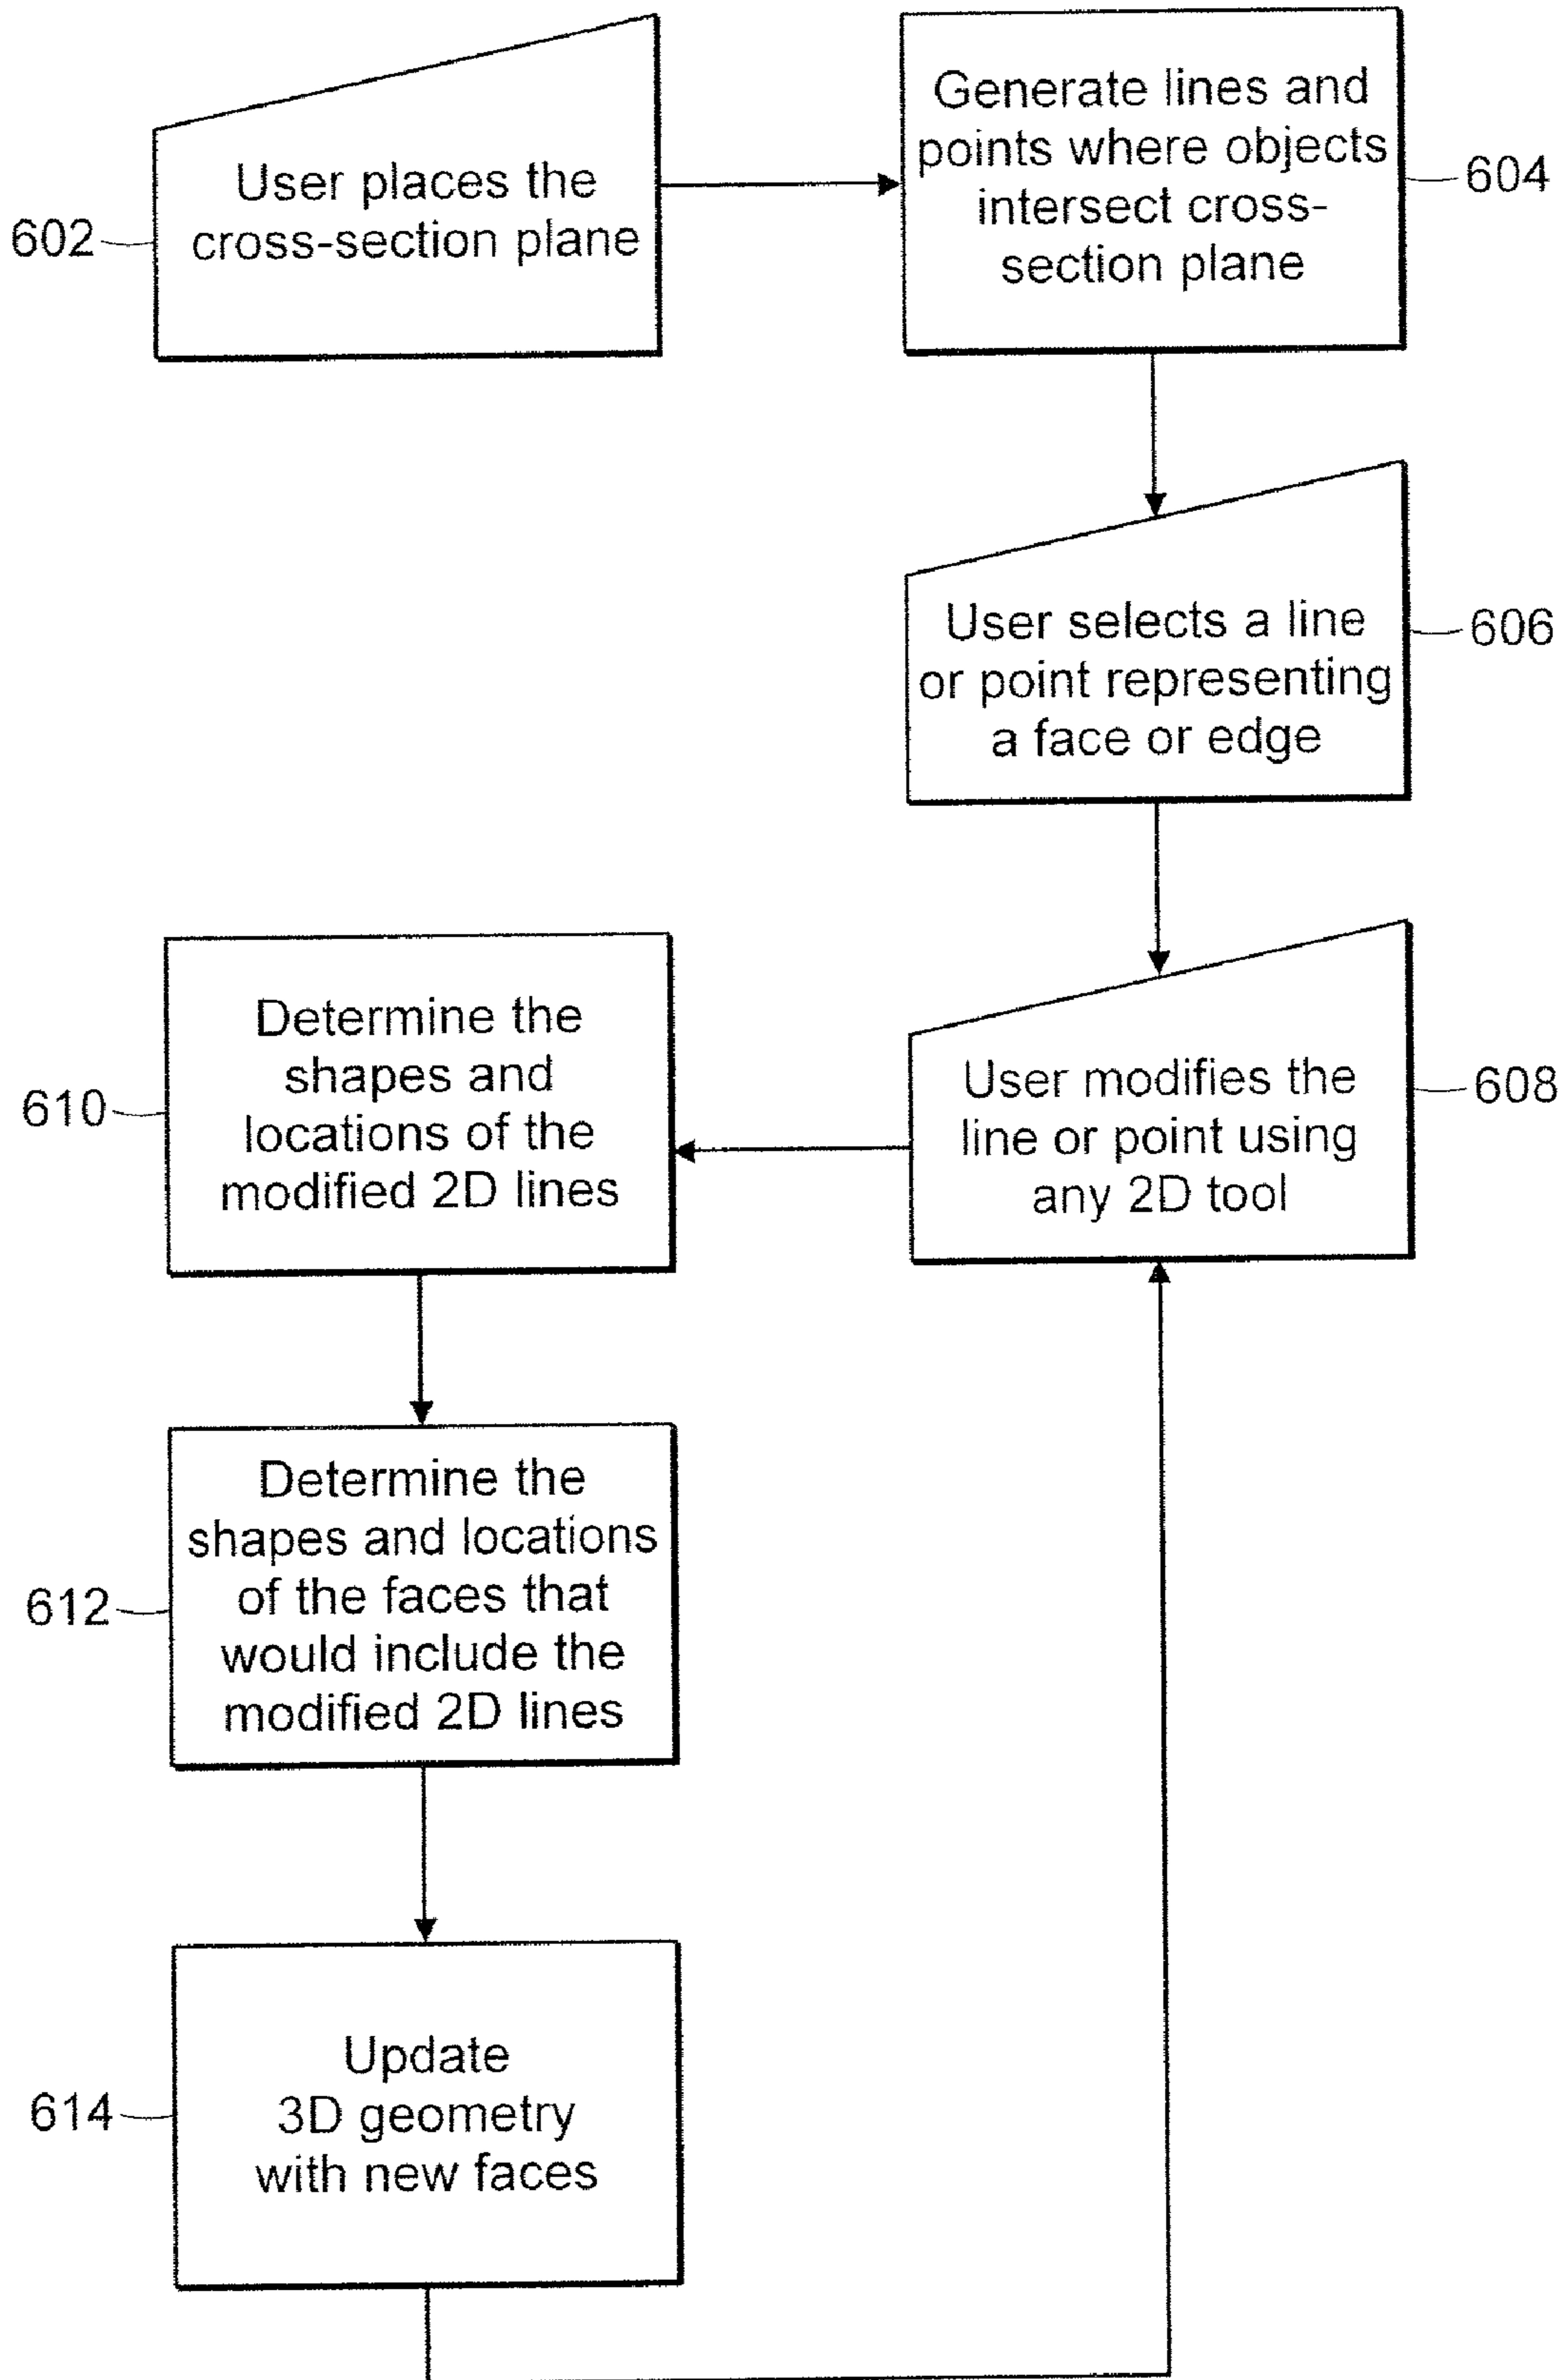 602
User places the
cross-section plane
Generate lines and
points where objects
intersect cross-
section plane
604
User selects a line
or point representing
a face or edge
606
User modifies the
line or point using
any 2D tool
608
610
Determine the
shapes and
locations of the
modified 2D lines
612
Determine the
shapes and locations
of the faces that
would include the
modified 2D lines
614
Update
3D geometry
with new faces